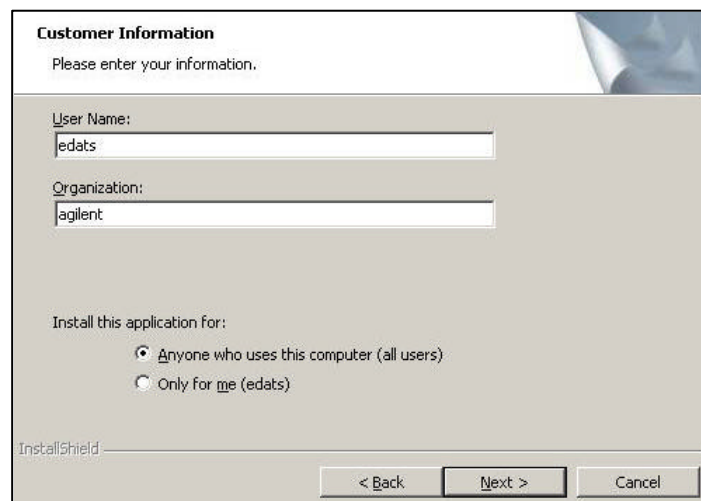 Customer Information
Please enter your information.
User Name:
edats
Organization:
agilent
Install this application for:
Anyone who uses this computer (all users)
Only for me (edats)
InstallShield
< Back Next > Cancel